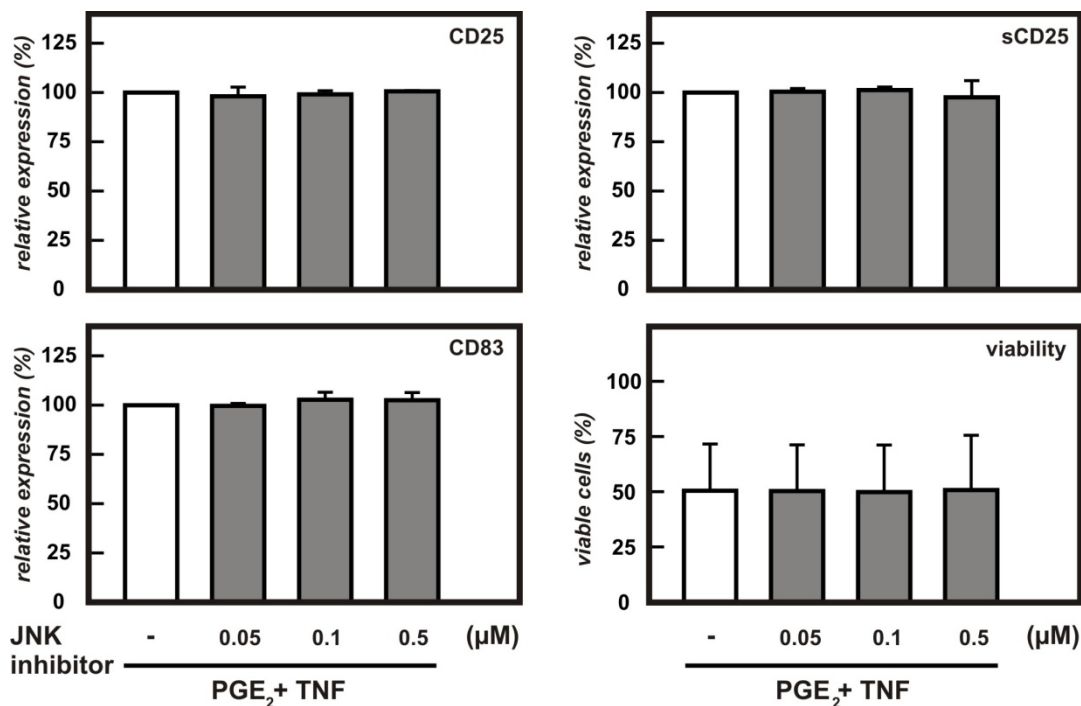 CD25
relative expression (%)
125
100
75
50
25
0
sCD25
relative expression (%)
125
100
75
50
25
0
CD83
relative expression (%)
125
100
75
50
25
0
viability
viable cells (%)
100
75
50
25
0
JNK inhibitor
- 0.05 0.1 0.5 (µM)
PGE₂+ TNF
- 0.05 0.1 0.5 (µM)
PGE₂+ TNF